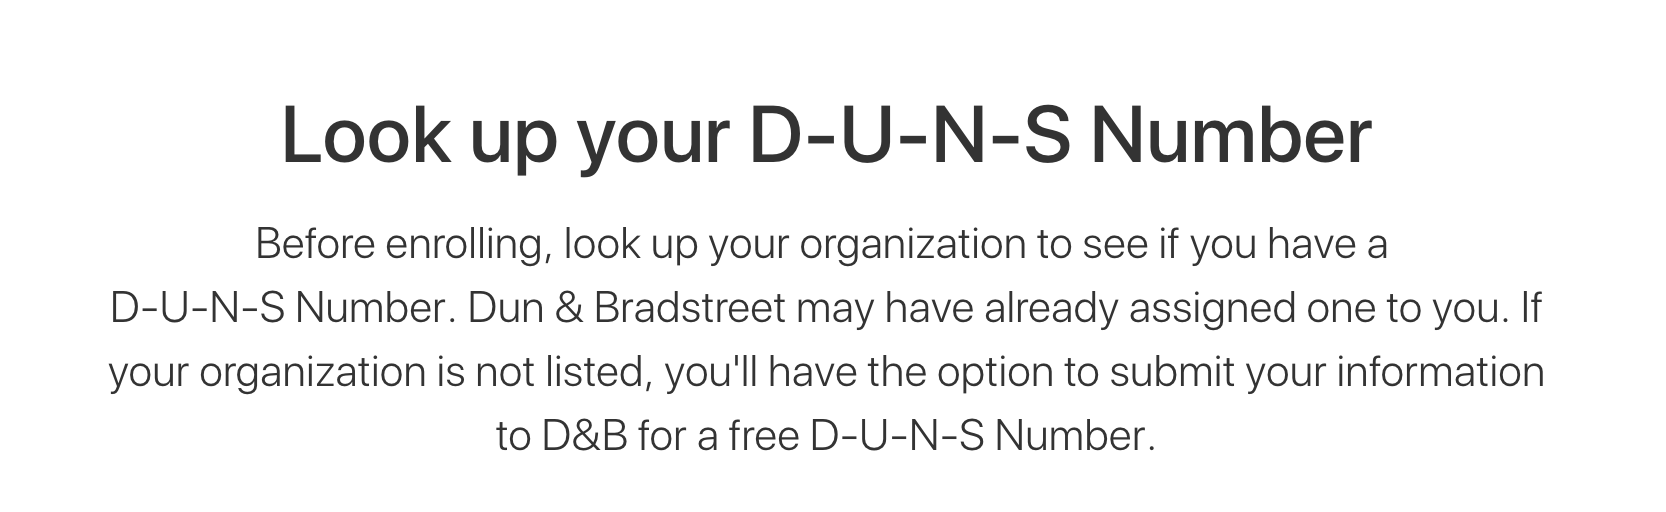 Look up your D-U-N-S Number
Before enrolling, look up your organization to see if you have a
D-U-N-S Number. Dun & Bradstreet may have already assigned one to you. If
your organization is not listed, you'll have the option to submit your information
to D&B for a free D-U-N-S Number.